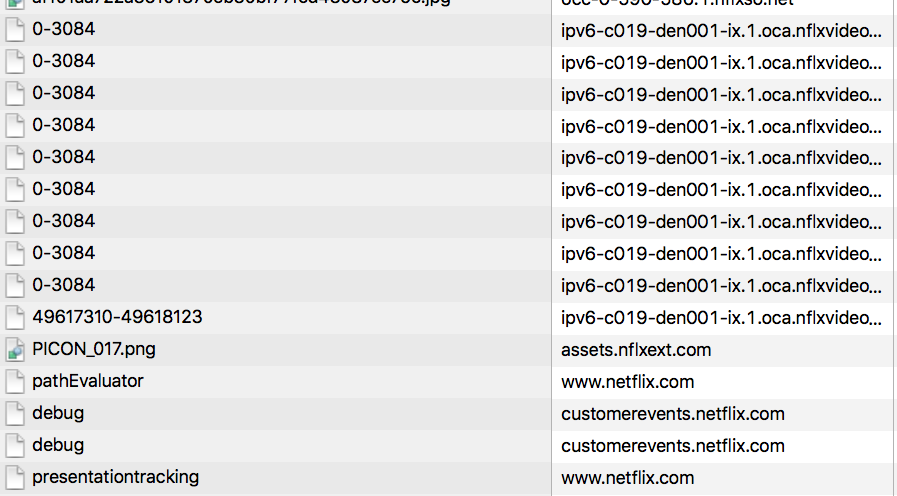 0-3084 ipv6-c019-den001-ix.1.oca.nflxvideo...
0-3084 ipv6-c019-den001-ix.1.oca.nflxvideo...
0-3084 ipv6-c019-den001-ix.1.oca.nflxvideo...
0-3084 ipv6-c019-den001-ix.1.oca.nflxvideo...
0-3084 ipv6-c019-den001-ix.1.oca.nflxvideo...
0-3084 ipv6-c019-den001-ix.1.oca.nflxvideo...
0-3084 ipv6-c019-den001-ix.1.oca.nflxvideo...
0-3084 ipv6-c019-den001-ix.1.oca.nflxvideo...
0-3084 ipv6-c019-den001-ix.1.oca.nflxvideo...
49617310-49618123 ipv6-c019-den001-ix.1.oca.nflxvideo...
PICON_017.png assets.nflxext.com
pathEvaluator www.netflix.com
debug customerevents.netflix.com
debug customerevents.netflix.com
presentationtracking www.netflix.com